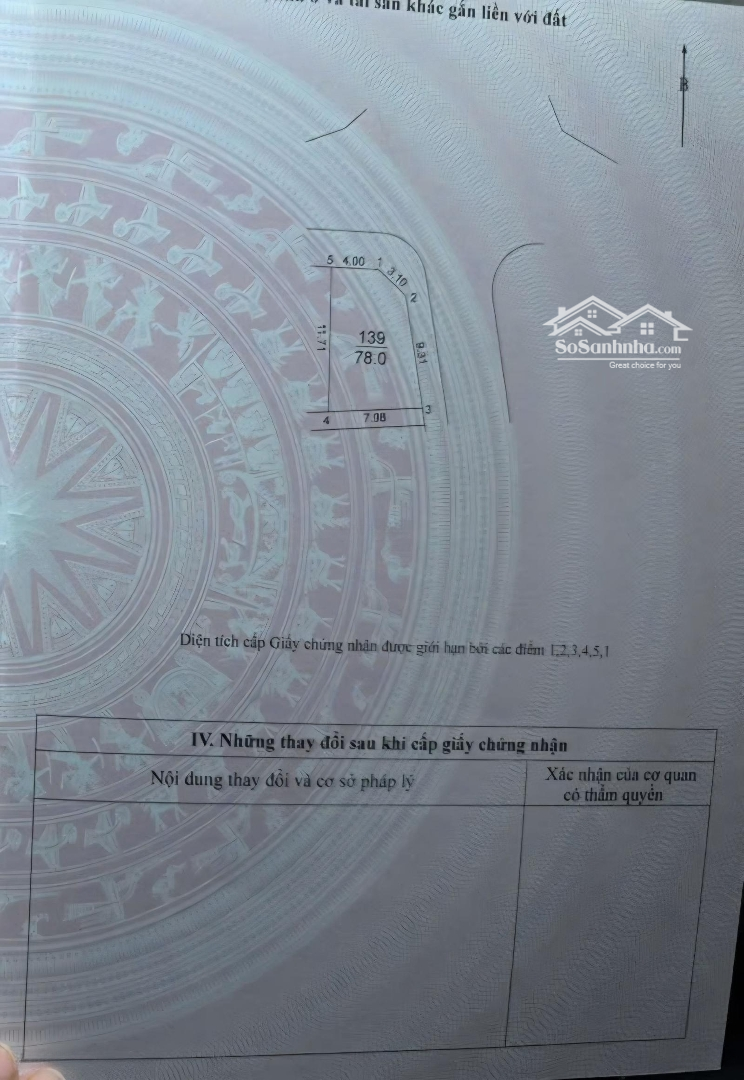 ở và tài sản khác gắn liền với đất
B
5 4.00 1 3.10 2
11.71
139
78.0
9.31
3
4 7.08
SoSanhnha.com
Great choice for you
Diện tích cấp Giấy chứng nhận được giới hạn bởi các điểm 1,2,3,4,5,1
IV. Những thay đổi sau khi cấp giấy chứng nhận
Nội dung thay đổi và cơ sở pháp lý
Xác nhận của cơ quan
có thẩm quyền